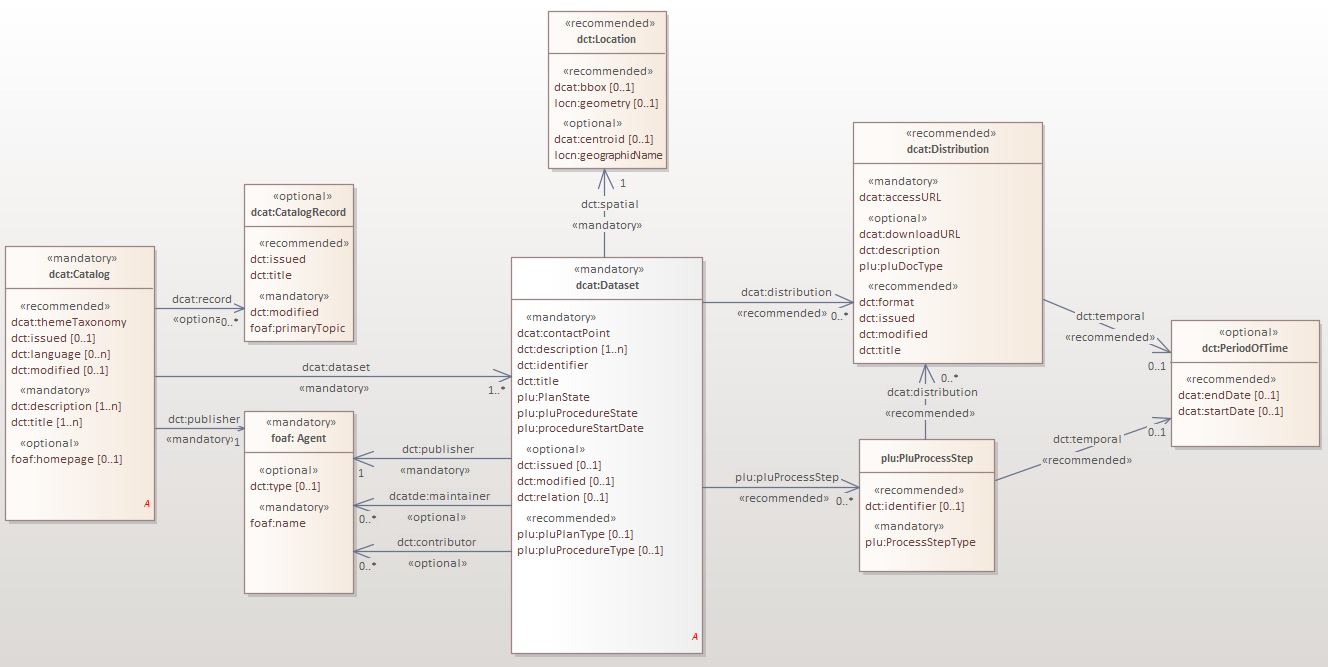 «recommended»
dct:Location
«recommended»
dcat:bbox [0..1]
locn:geometry [0..1]
«optional»
dcat:centroid [0..1]
locn:geographicName
1
dct:spatial
«mandatory»
«optional»
dcat:CatalogRecord
«recommended»
dct:issued
dct:title
«mandatory»
dct:modified
foaf:primaryTopic
«mandatory»
dcat:Catalog
«recommended»
dcat:themeTaxonomy
dct:issued [0..1]
dct:language [0..n]
dct:modified [0..1]
«mandatory»
dct:description [1..n]
dct:title [1..n]
«optional»
foaf:homepage [0..1]
A
dcat:record
«optiona
0..*
dcat:dataset
«mandatory»
1..*
dct:publisher
«mandatory»
1
«mandatory»
foaf: Agent
«optional»
dct:type [0..1]
«mandatory»
foaf:name
dct:publisher
«mandatory»
1
dcatde:maintainer
«optional»
0..*
dct:contributor
«optional»
0..*
«mandatory»
dcat:Dataset
«mandatory»
dcat:contactPoint
dct:description [1..n]
dct:identifier
dct:title
plu:PlanState
plu:pluProcedureState
plu:procedureStartDate
«optional»
dct:issued [0..1]
dct:modified [0..1]
dct:relation [0..1]
«recommended»
plu:pluPlanType [0..1]
plu:pluProcedureType [0..1]
A
dcat:distribution
«recommended»
0..*
plu:pluProcessStep
«recommended»
0..*
«recommended»
dcat:Distribution
«mandatory»
dcat:accessURL
«optional»
dcat:downloadURL
dct:description
plu:pluDocType
«recommended»
dct:format
dct:issued
dct:modified
dct:title
0..*
dcat:distribution
«recommended»
plu:PluProcessStep
«recommended»
dct:identifier [0..1]
«mandatory»
plu:ProcessStepType
dct:temporal
«recommended»
0..1
dct:temporal
«recommended»
0..1
«optional»
dct:PeriodOfTime
«recommended»
dcat:endDate [0..1]
dcat:startDate [0..1]